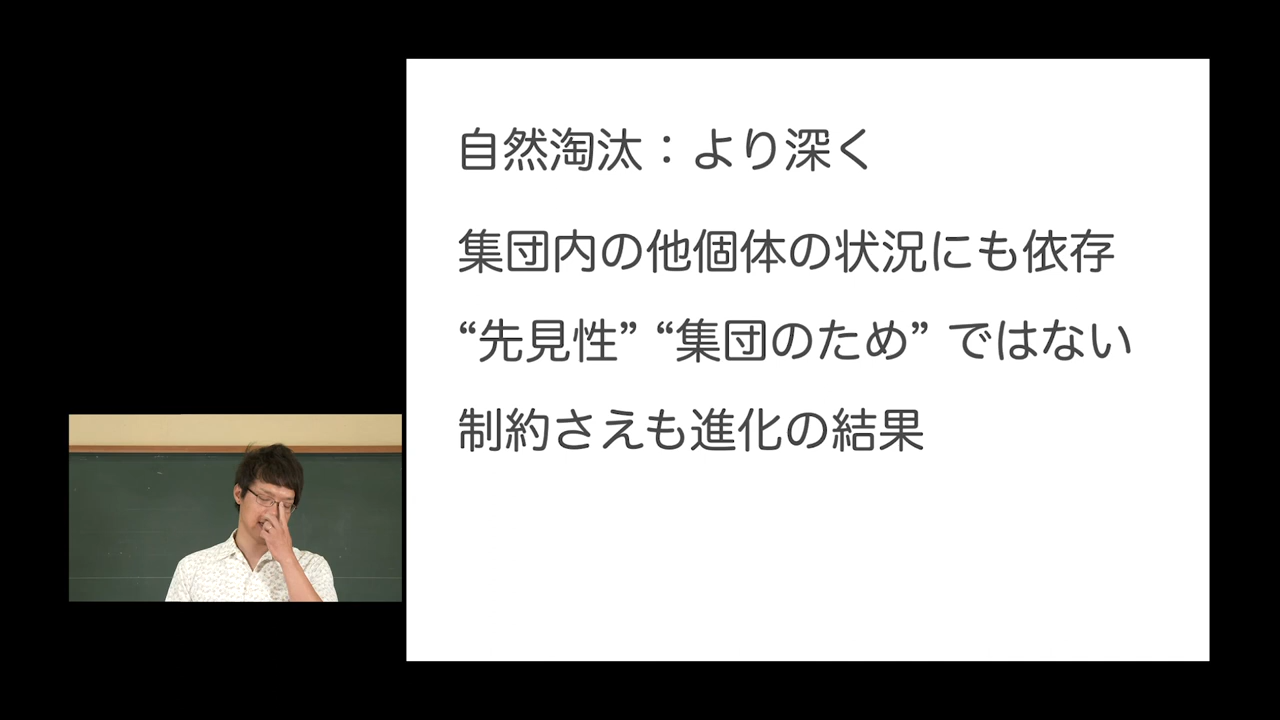 自然淘汰：より深く
集団内の他個体の状況にも依存
“先見性” “集団のため” ではない
制約さえも進化の結果